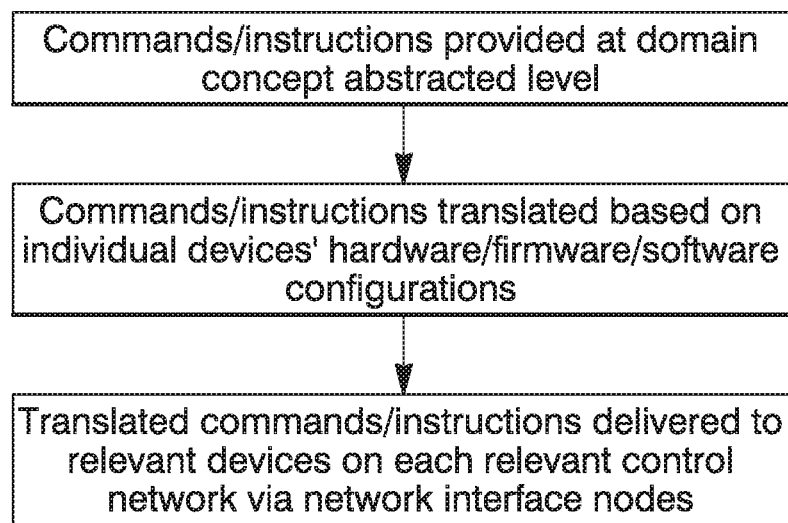 Commands/instructions provided at domain
concept abstracted level
Commands/instructions translated based on
individual devices' hardware/firmware/software
configurations
Translated commands/instructions delivered to
relevant devices on each relevant control
network via network interface nodes